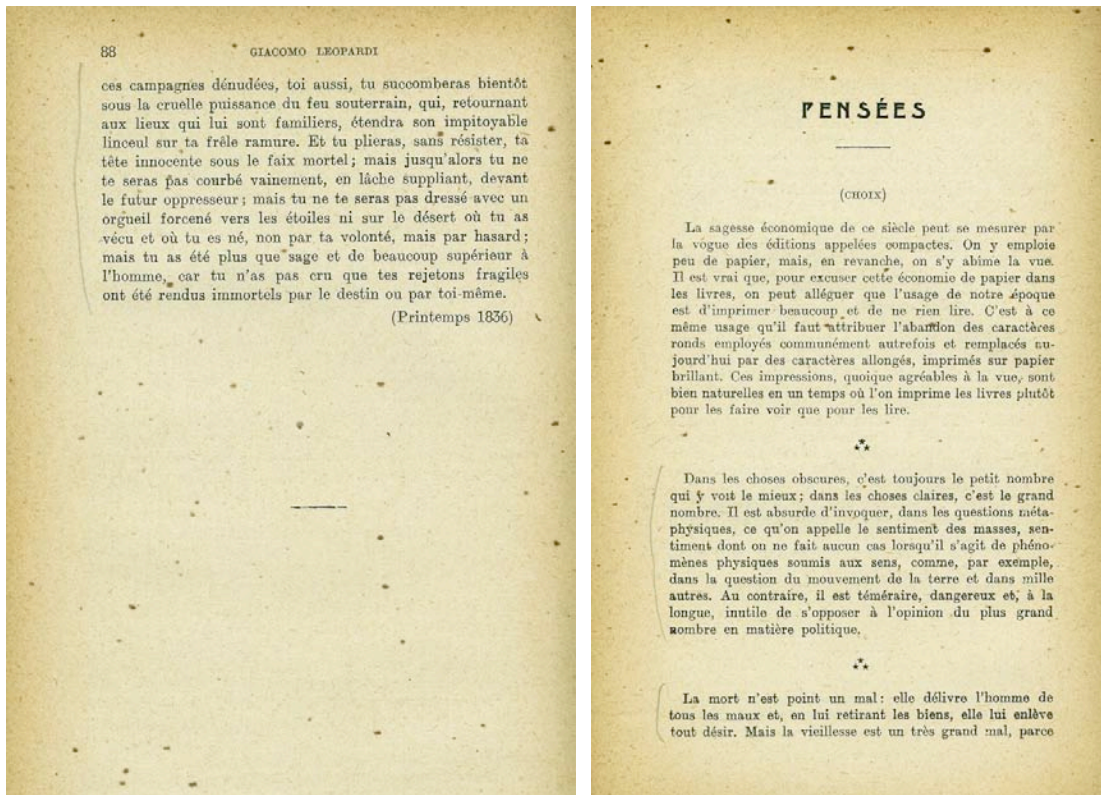 88
GIACOMO LEOPARDI
ces campagnes dénudées, toi aussi, tu succomberas bientôt
sous la cruelle puissance du feu souterrain, qui, retournant
aux lieux qui lui sont familiers, étendra son impitoyable
linceul sur ta frêle ramure. Et tu plieras, sans résister, ta
tête innocente sous le faix mortel; mais jusqu'alors tu ne
te seras pas courbé vainement, en lâche suppliant, devant
le futur oppresseur; mais tu ne te seras pas dressé avec un
orgueil forcené vers les étoiles ni sur le désert où tu as
vécu et où tu es né, non par ta volonté, mais par hasard;
mais tu as été plus que sage et de beaucoup supérieur à
l'homme, car tu n'as pas cru que tes rejetons fragiles
ont été rendus immortels par le destin ou par toi-même.
(Printemps 1836)
PENSÉES
(CHOIX)
La sagesse économique de ce siècle peut se mesurer par
la vogue des éditions appelées compactes. On y emploie
peu de papier, mais, en revanche, on s'y abime la vue.
Il est vrai que, pour excuser cette économie de papier dans
les livres, on peut alléguer que l'usage de notre époque
est d'imprimer beaucoup et de ne rien lire. C'est à ce
même usage qu'il faut attribuer l'abandon des caractères
ronds employés communément autrefois et remplacés au-
jourd'hui par des caractères allongés, imprimés sur papier
brillant. Ces impressions, quoique agréables à la vue, sont
bien naturelles en un temps où l'on imprime les livres plutôt
pour les faire voir que pour les lire.
Dans les choses obscures, c'est toujours le petit nombre
qui y voit le mieux; dans les choses claires, c'est le grand
nombre. Il est absurde d'invoquer, dans les questions méta-
physiques, ce qu'on appelle le sentiment des masses, sen-
timent dont on ne fait aucun cas lorsqu'il s'agit de phéno-
mènes physiques soumis aux sens, comme, par exemple,
dans la question du mouvement de la terre et dans mille
autres. Au contraire, il est téméraire, dangereux et, à la
longue, inutile de s'opposer à l'opinion du plus grand
nombre en matière politique.
La mort n'est point un mal: elle délivre l'homme de
tous les maux et, en lui retirant les biens, elle lui enlève
tout désir. Mais la vieillesse est un très grand mal, parce